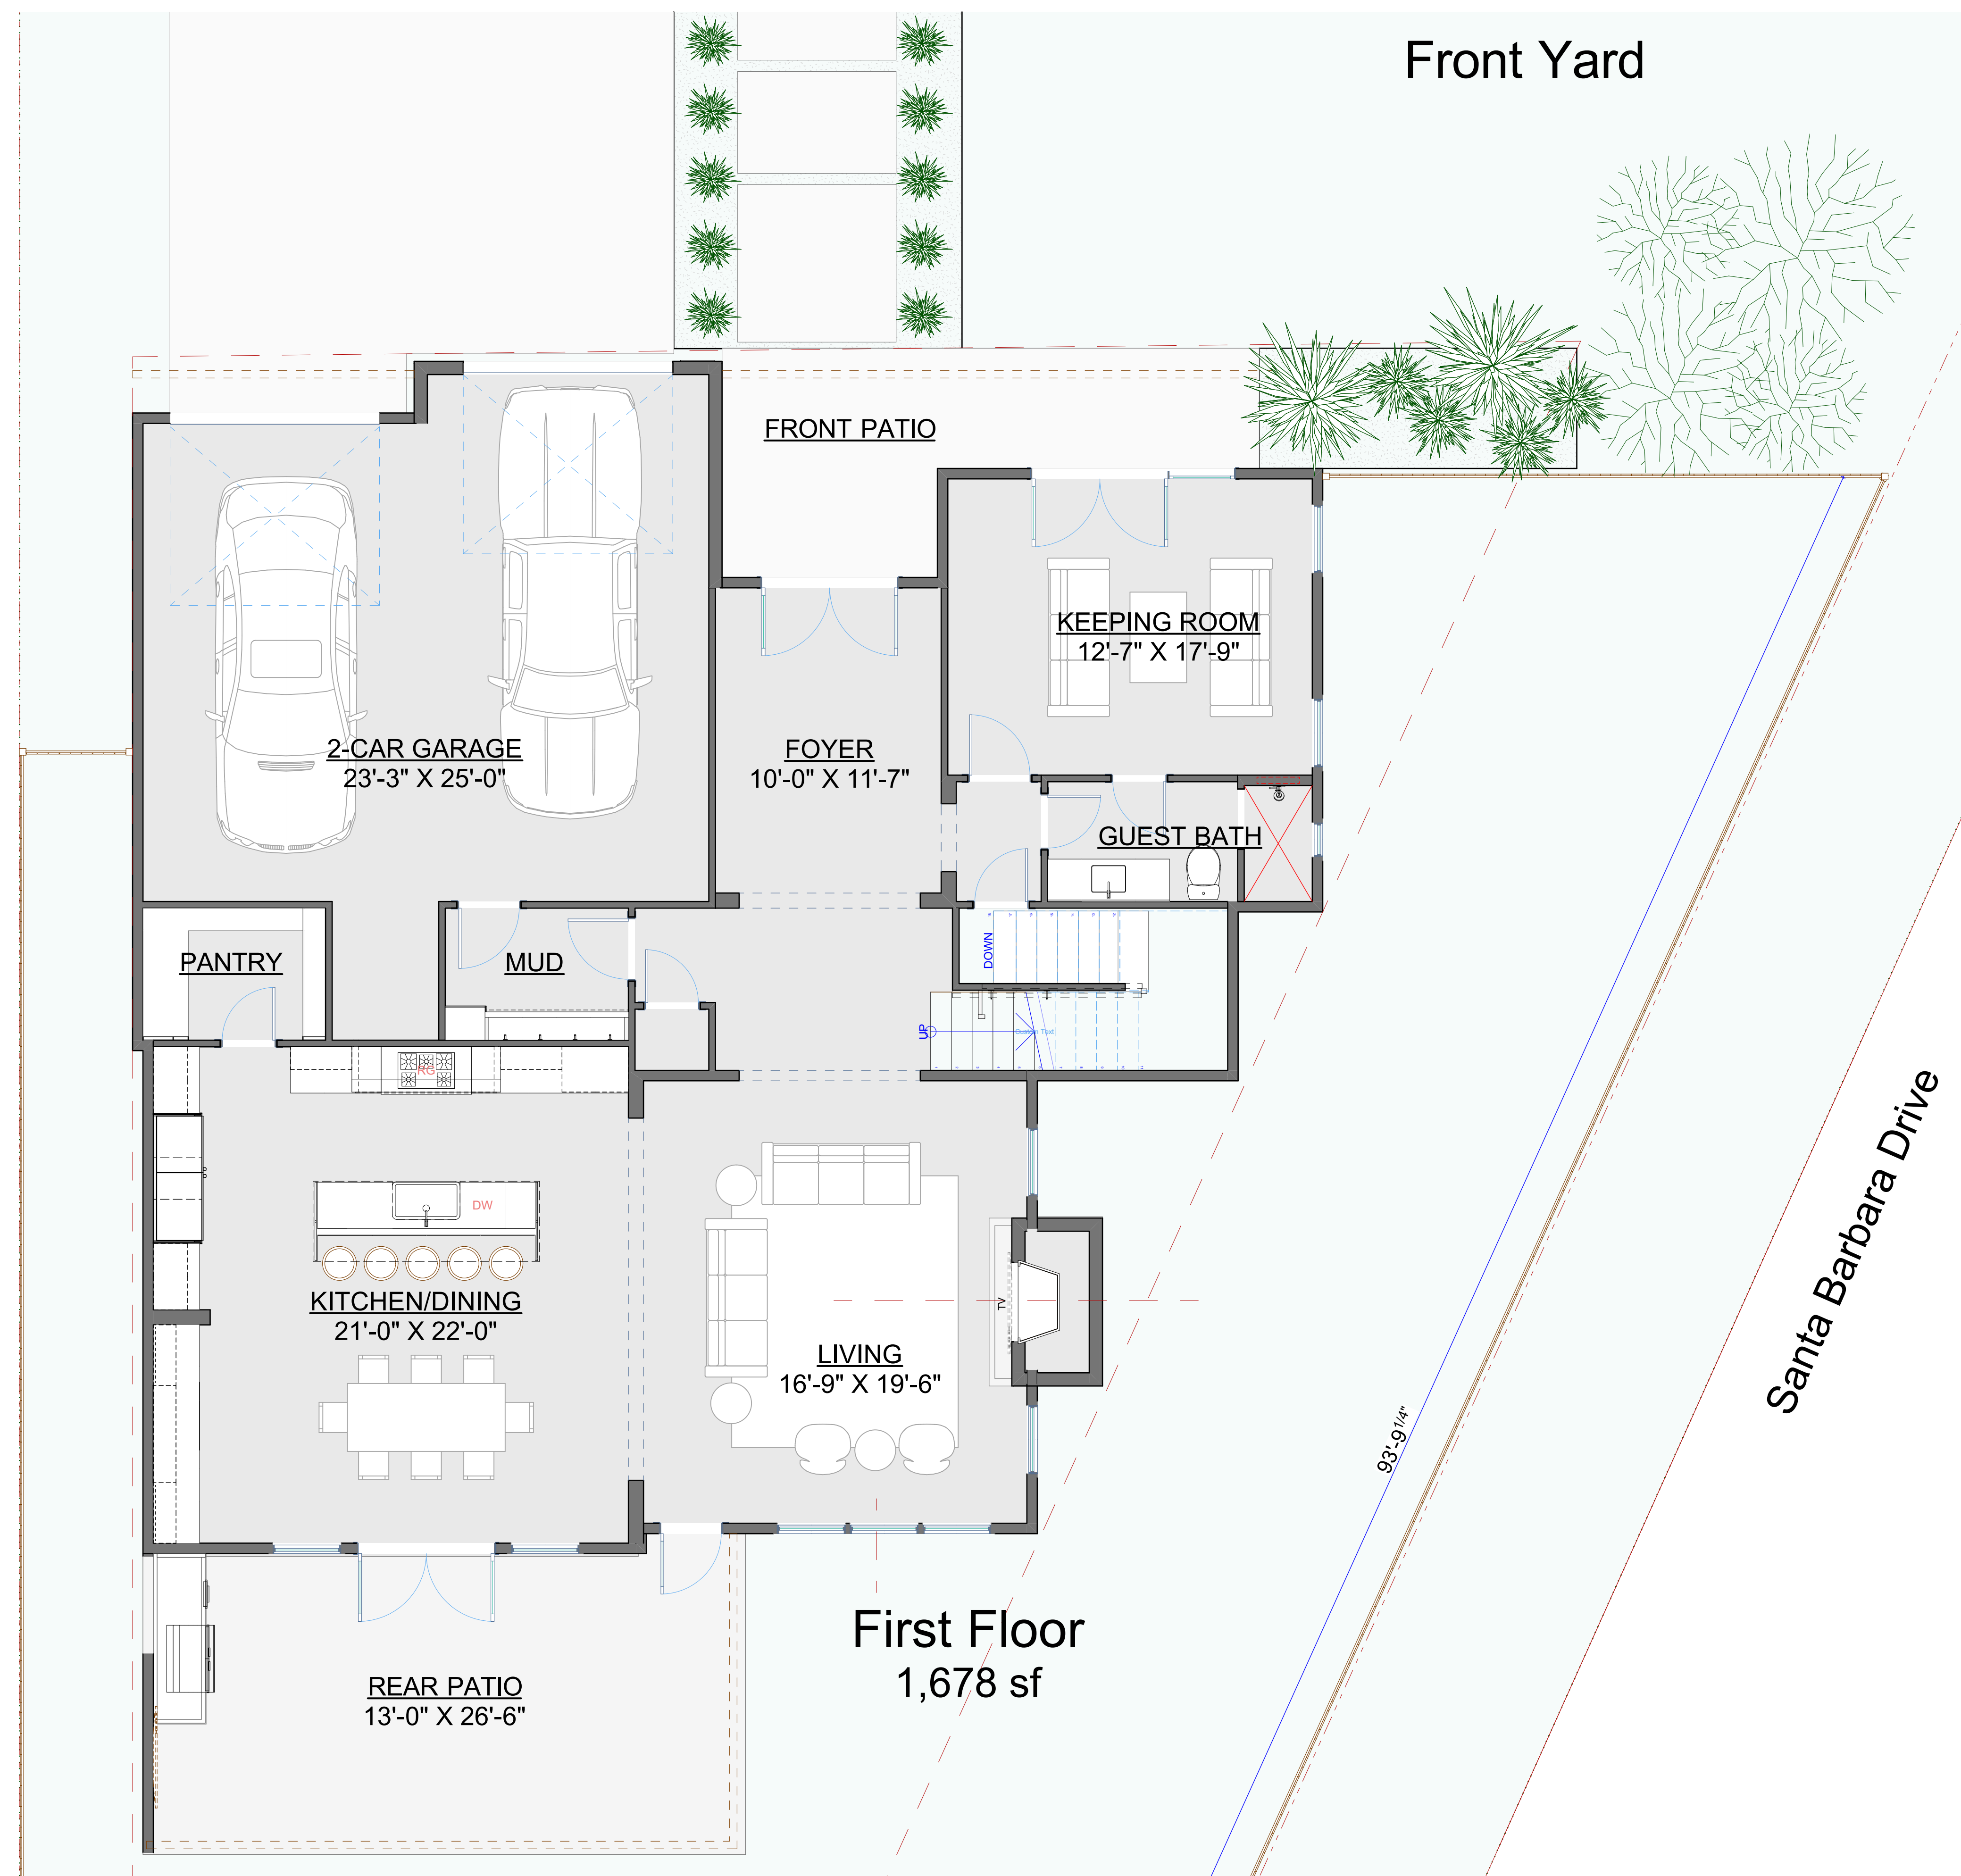 Front Yard
FRONT PATIO
KEEPING ROOM
12'-7" X 17'-9"
2-CAR GARAGE
23'-3" X 25'-0"
FOYER
10'-0" X 11'-7"
GUEST BATH
PANTRY
MUD
DOWN
UP
Custom Text
RG
DW
KITCHEN/DINING
21'-0" X 22'-0"
TV
LIVING
16'-9" X 19'-6"
Santa Barbara Drive
93'-9 1/4"
First Floor
1,678 sf
REAR PATIO
13'-0" X 26'-6"